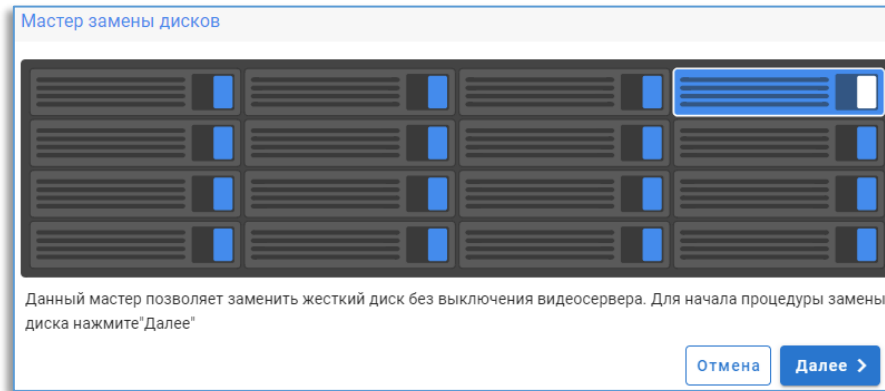 Мастер замены дисков
Данный мастер позволяет заменить жесткий диск без выключения видеосервера. Для начала процедуры замены
диска нажмите"Далее"
Отмена
Далее